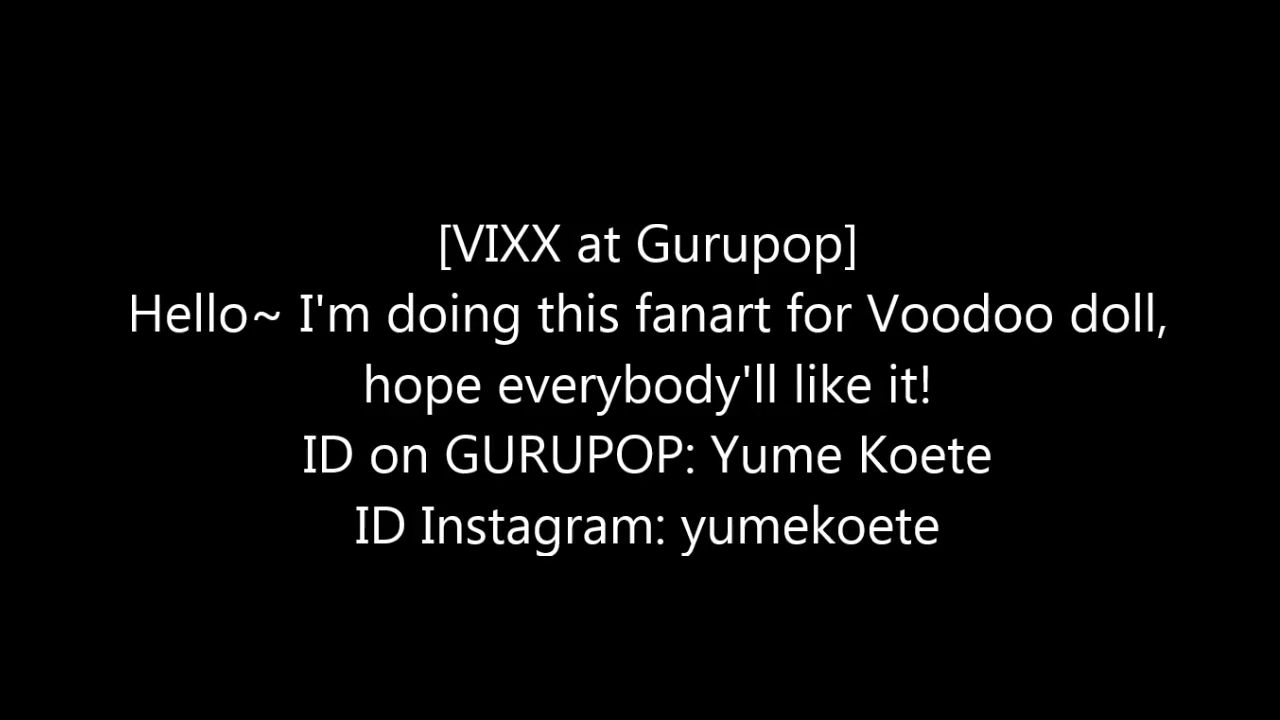 [VIXX at Gurupop]
Hello~ I'm doing this fanart for Voodoo doll,
hope everybody'll like it!
ID on GURUPOP: Yume Koete
ID Instagram: yumekoete